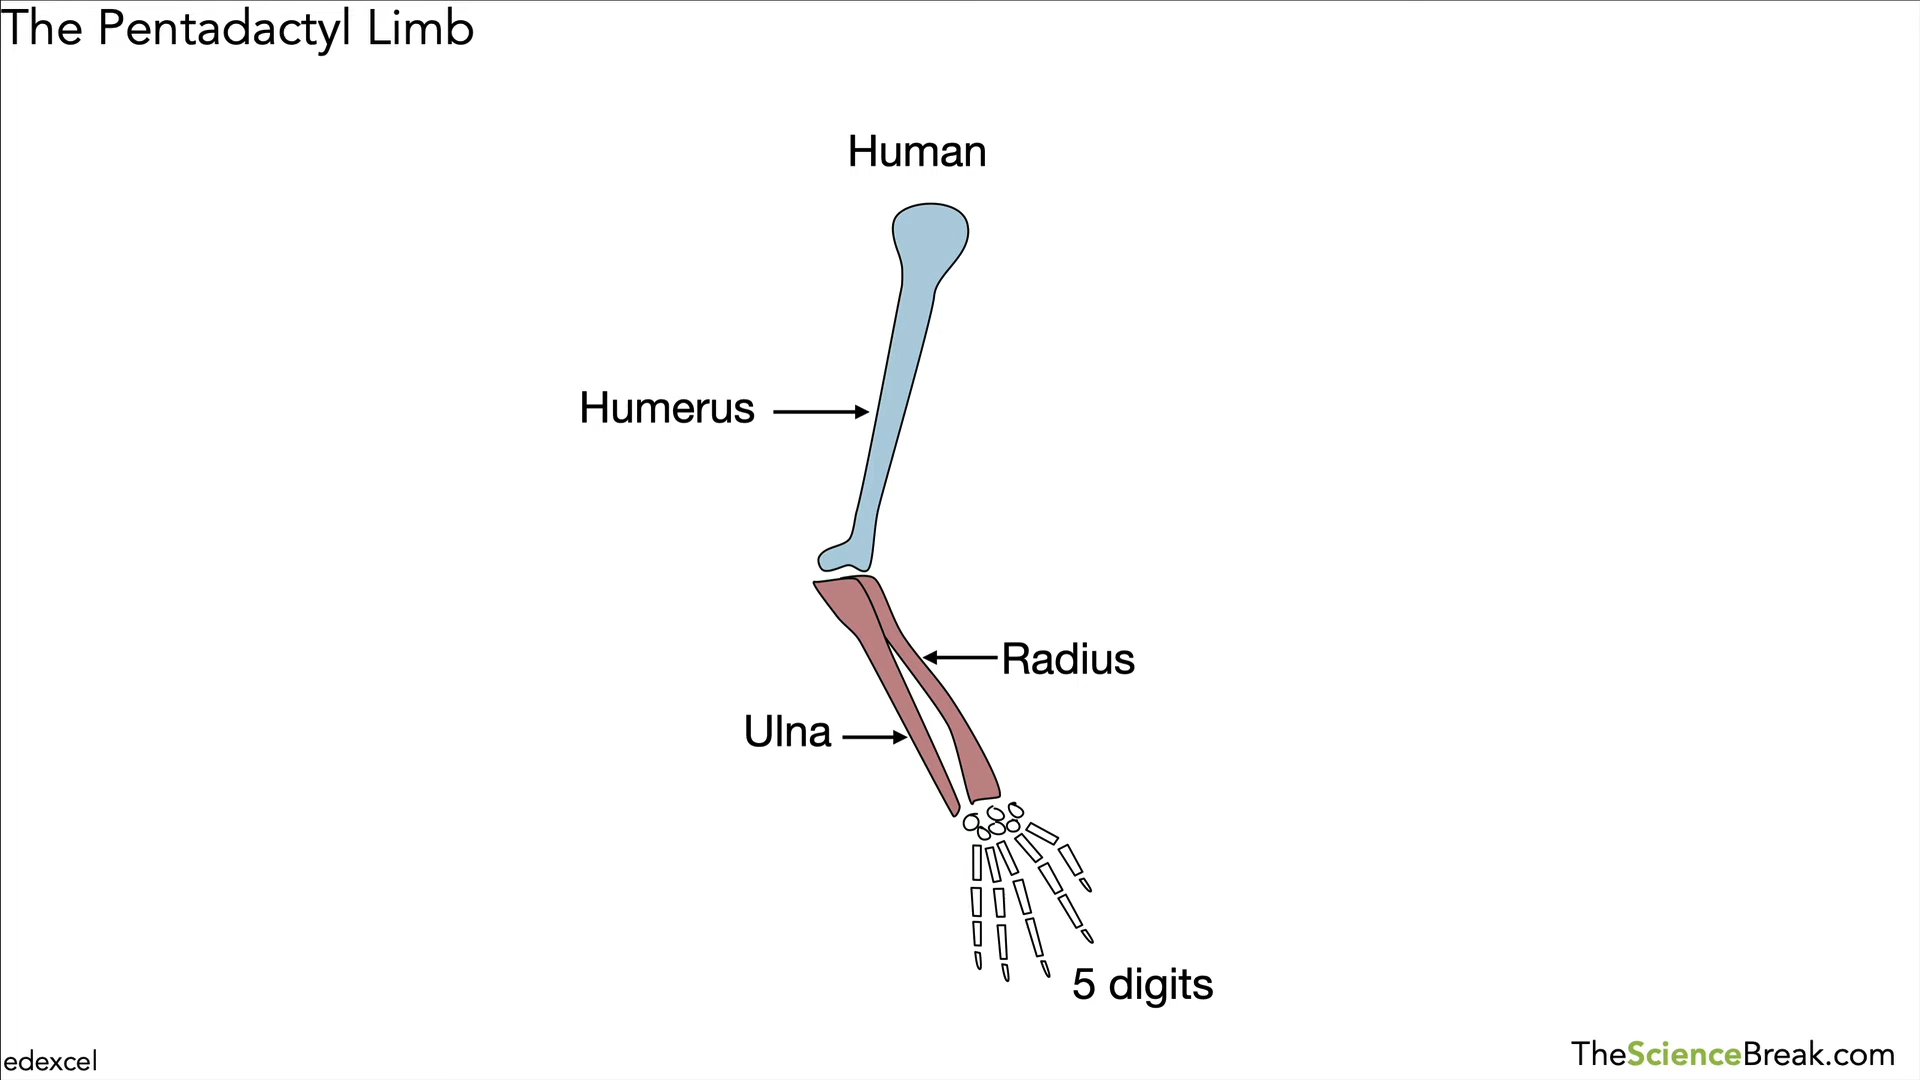 The Pentadactyl Limb
Human
Humerus
Radius
Ulna
5 digits
edexcel
TheScienceBreak.com